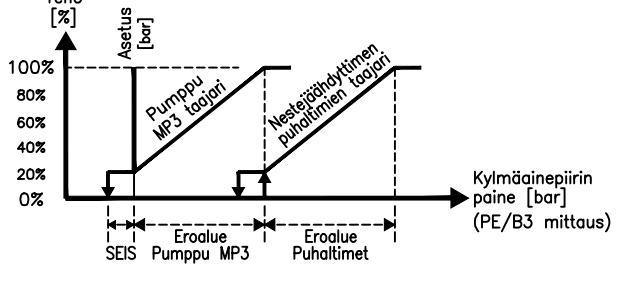 Teho
[%]
Asetus
[bar]
100%
80%
60%
40%
20%
0%
Pumppu
MP3 taajari
Nestejäähdyttimen
puhaltimien taajari
Kylmäainepiirin
paine [bar]
(PE/B3 mittaus)
SEIS
Eroalue
Pumppu MP3
Eroalue
Puhaltimet